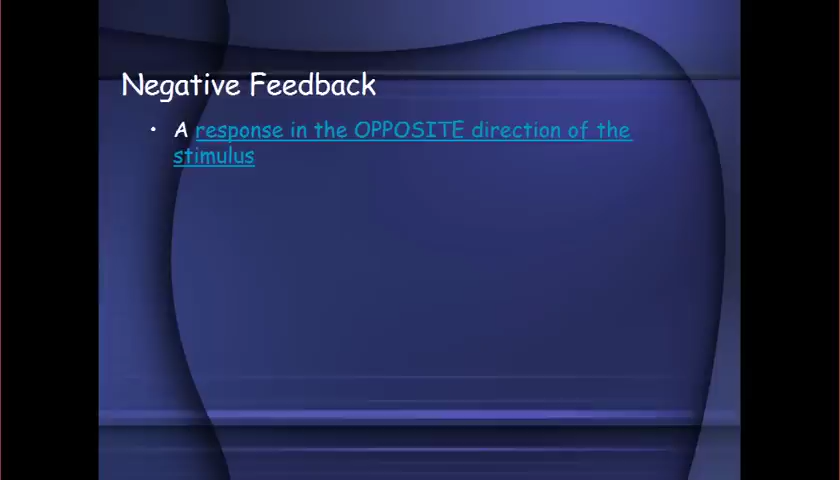 Negative Feedback
• A response in the OPPOSITE direction of the
stimulus